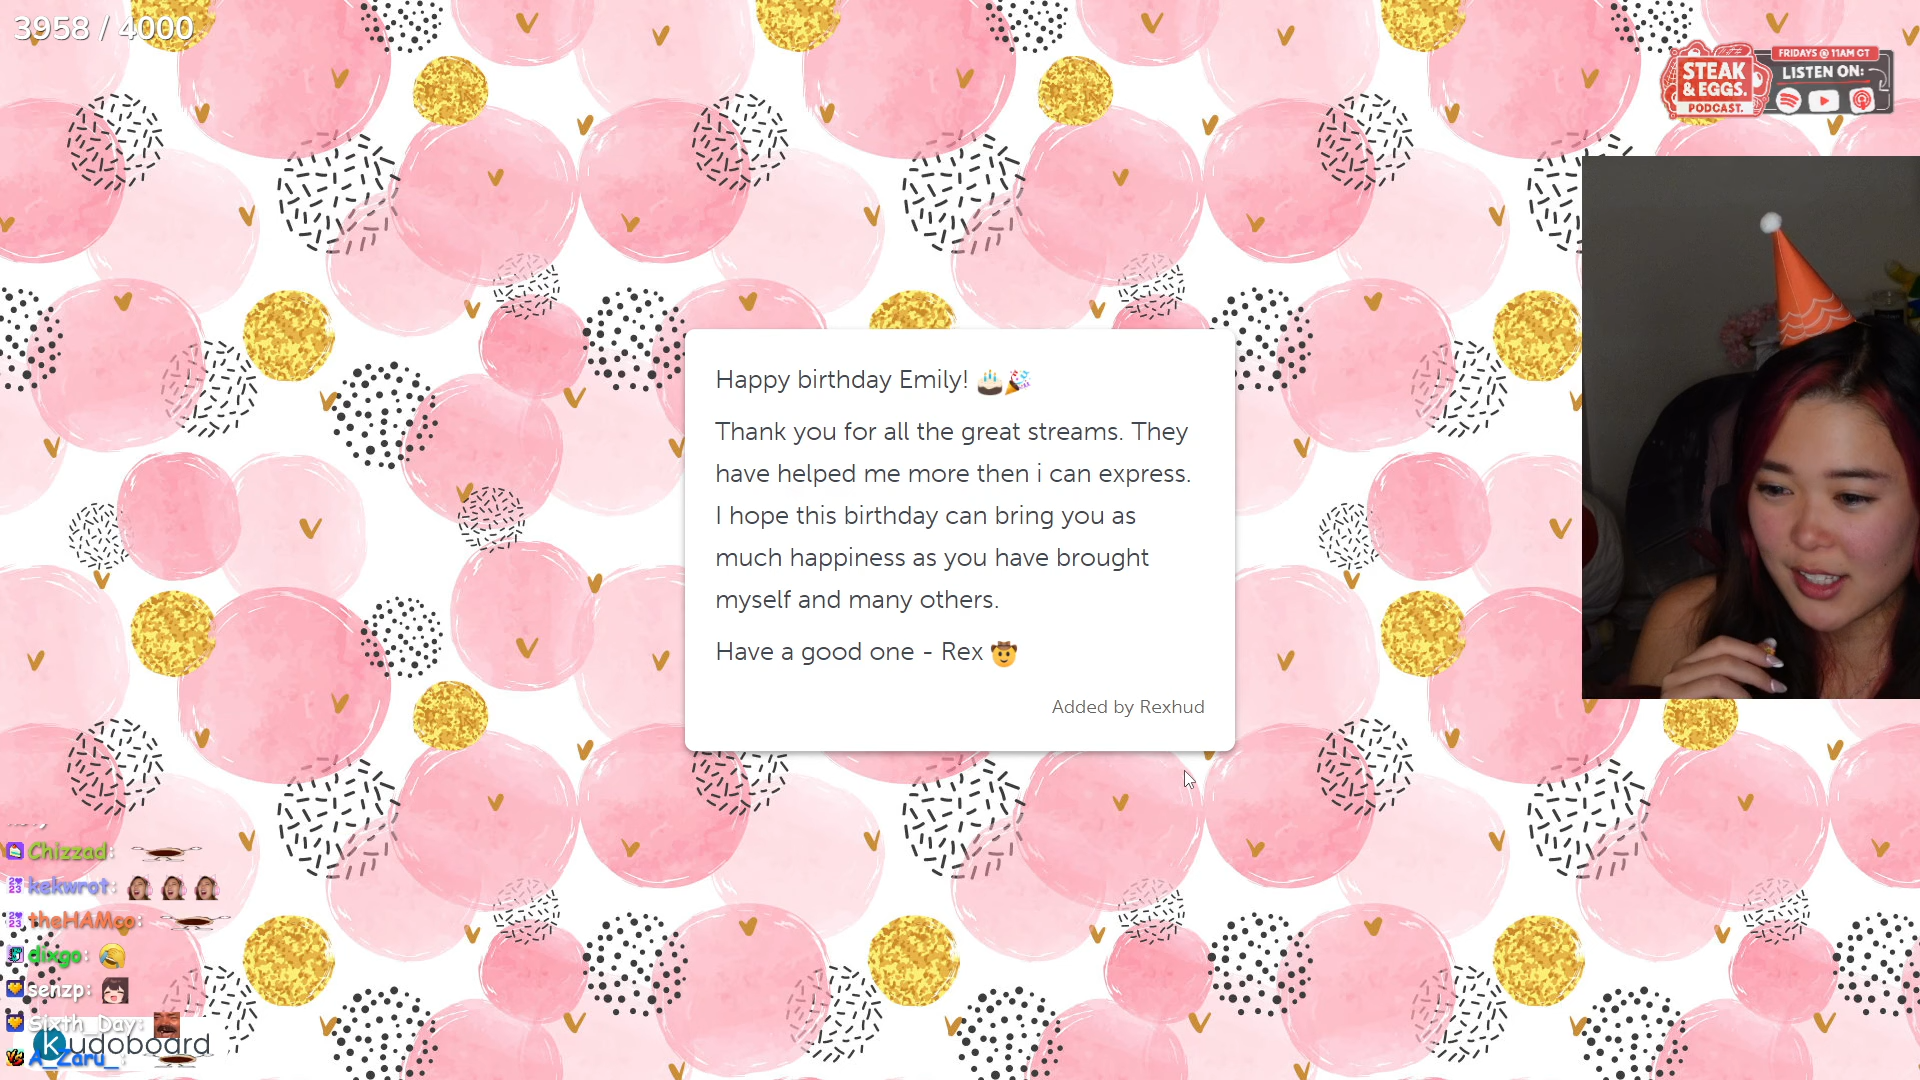 3958 / 4000
FRIDAYS @ 11AM CT
STEAK
& EGGS.
PODCAST.
LISTEN ON:
Happy birthday Emily! 🎂🎉
Thank you for all the great streams. They
have helped me more then i can express.
I hope this birthday can bring you as
much happiness as you have brought
myself and many others.
Have a good one - Rex 🤠
Added by Rexhud
Chizzad:
kekwrot:
theHAMoo:
dixgo: 😂
senzp:
Sixth_Day:
kudoboard
A_Zaru_: